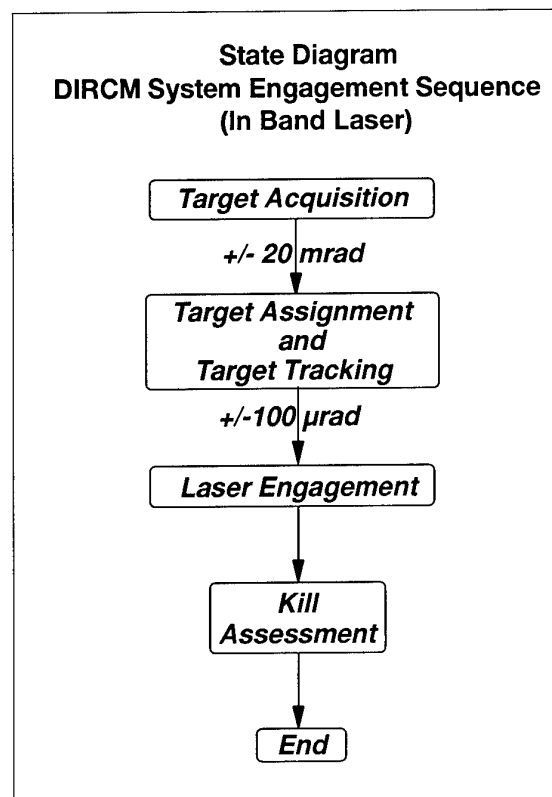 State Diagram
DIRCM System Engagement Sequence
(In Band Laser)
Target Acquisition
+/- 20 mrad
Target Assignment
and
Target Tracking
+/-100 µrad
Laser Engagement
Kill
Assessment
End